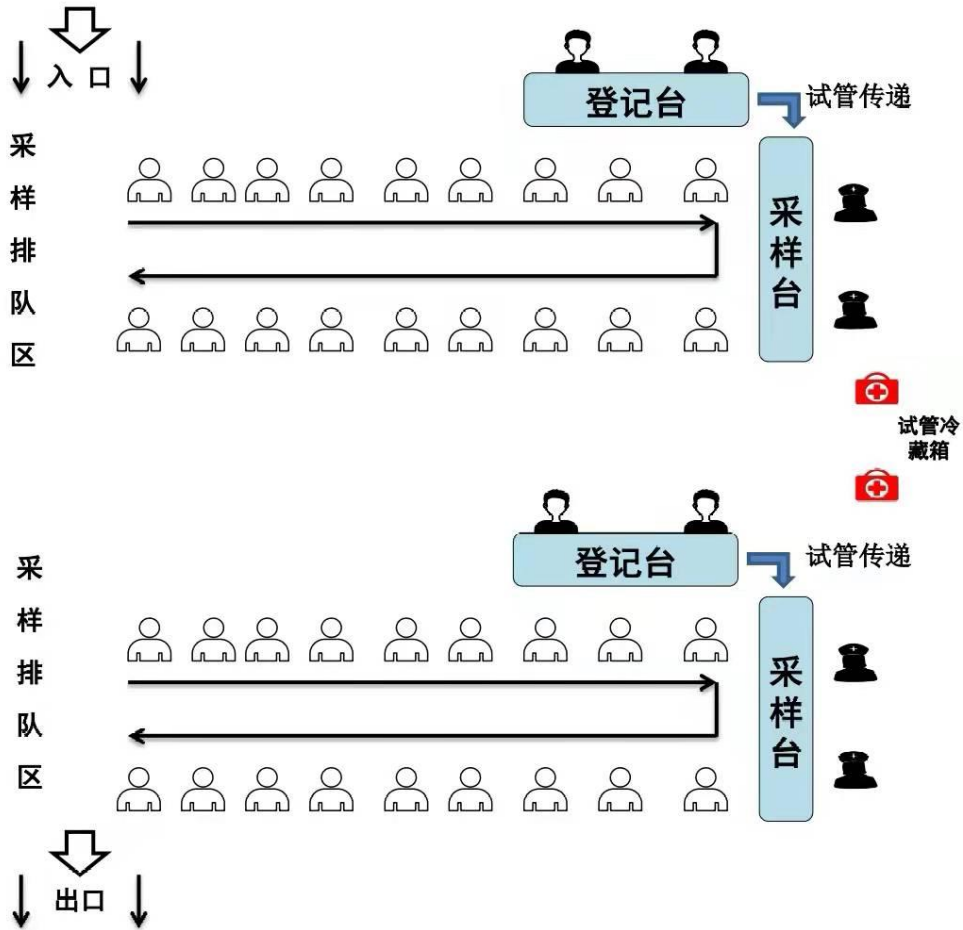 入 口
登记台
试管传递
采样排队区
采样台
试管冷
藏箱
登记台
试管传递
采样排队区
采样台
出口